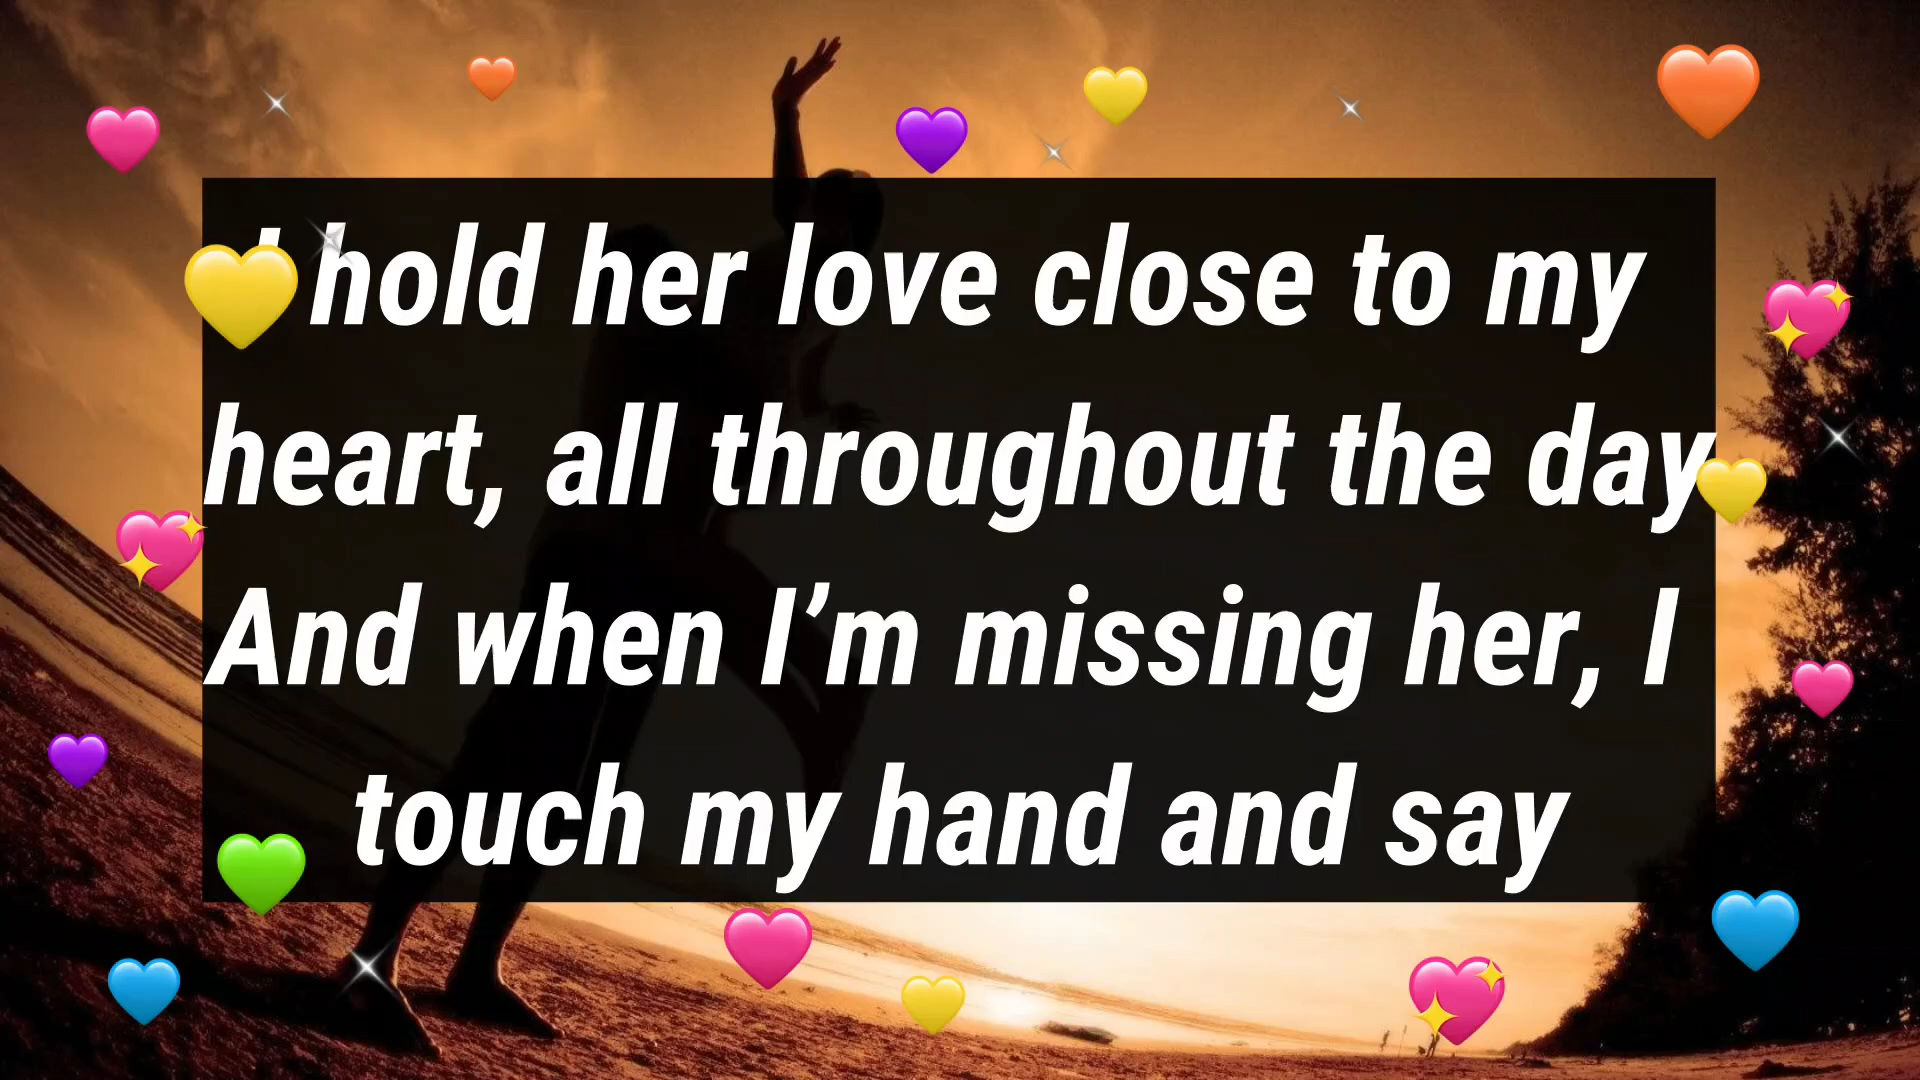 I hold her love close to my
heart, all throughout the day
And when I’m missing her, I
touch my hand and say